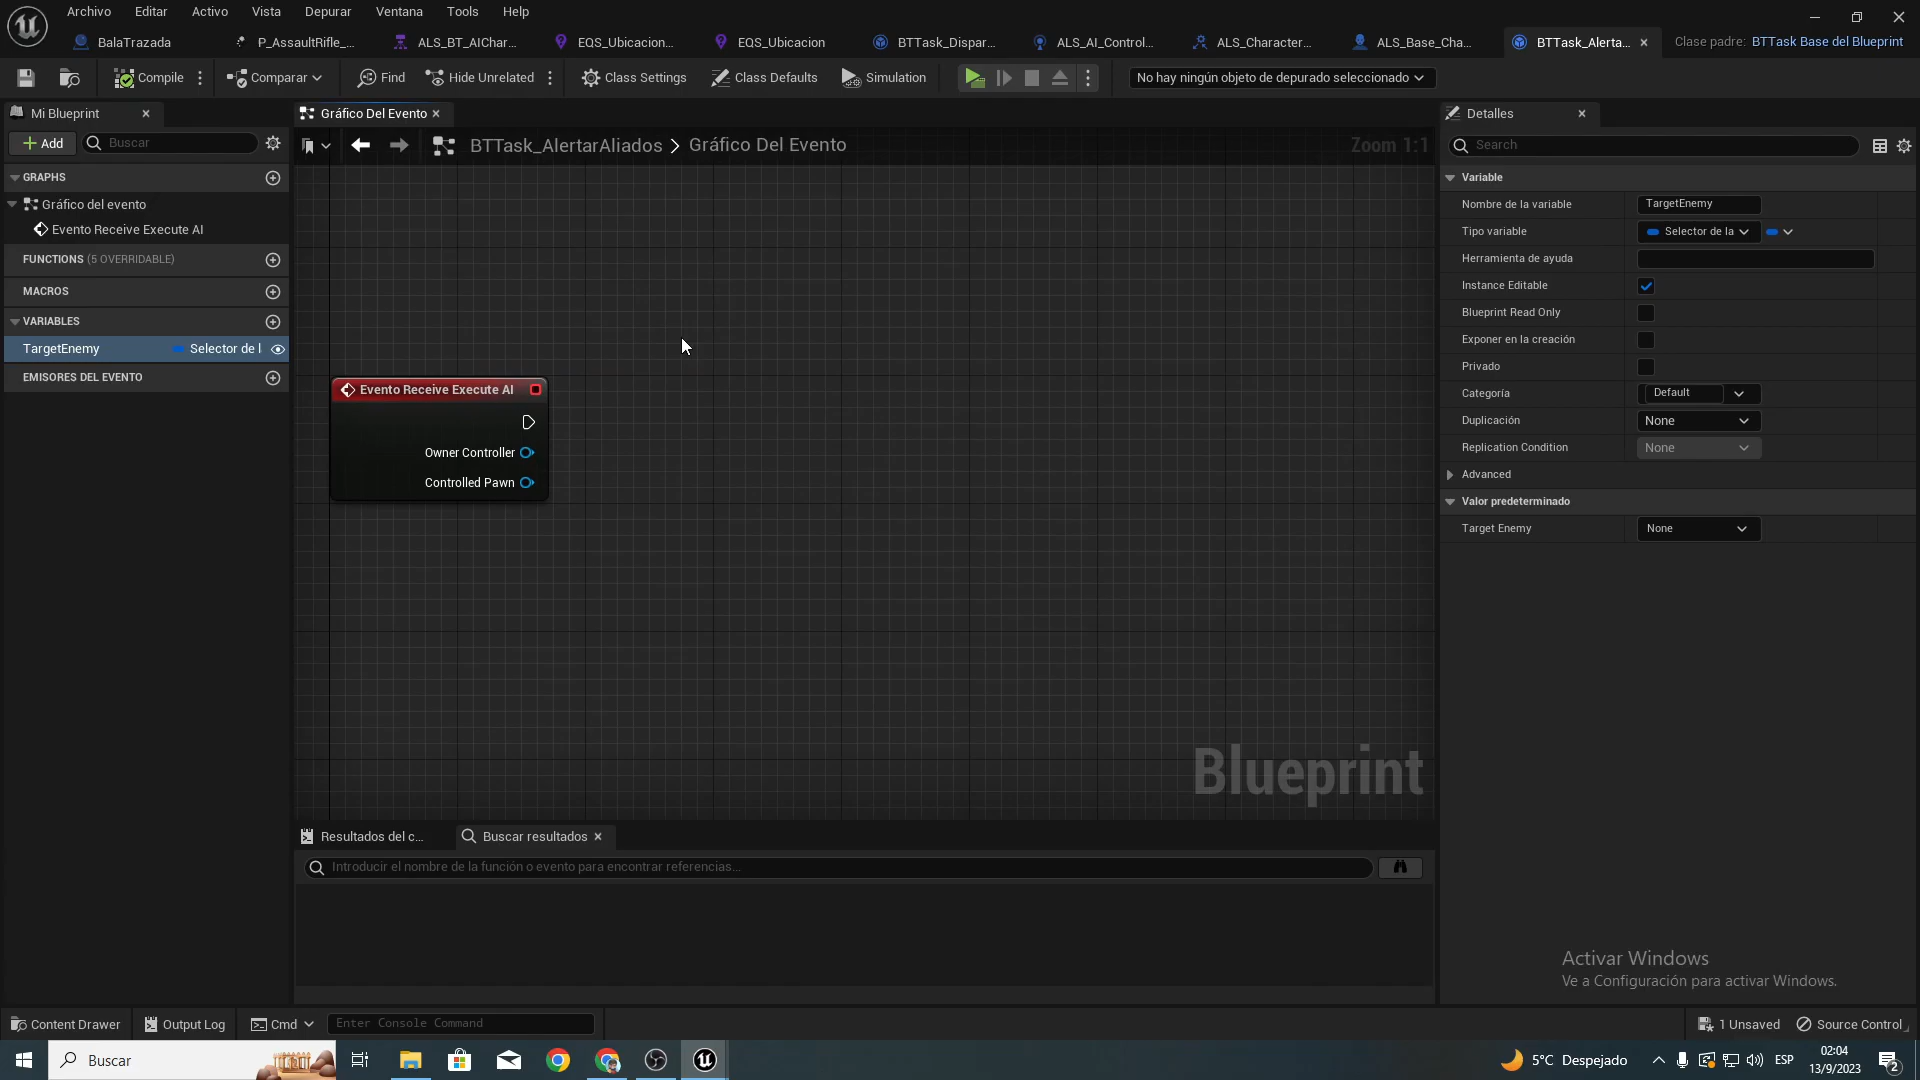 Archivo Editar Activo Vista Depurar Ventana Tools Help
BalaTrazada P_AssaultRifle_... ALS_BT_AIChar... EQS_Ubicacion... EQS_Ubicacion BTTask_Dispar... ALS_AI_Control... ALS_Character... ALS_Base_Cha... BTTask_Alerta... Clase padre: BTTask Base del Blueprint
Compile Comparar Find Hide Unrelated Class Settings Class Defaults Simulation No hay ningún objeto de depurado seleccionado
Mi Blueprint
Add Buscar
GRAPHS
Gráfico del evento
Evento Receive Execute AI
FUNCTIONS (5 OVERRIDABLE)
MACROS
VARIABLES
TargetEnemy Selector de l
EMISORES DEL EVENTO
Gráfico Del Evento
BTTask_AlertarAliados > Gráfico Del Evento Zoom 1:1
Evento Receive Execute AI
Owner Controller
Controlled Pawn
Blueprint
Resultados del c... Buscar resultados
Introducir el nombre de la función o evento para encontrar referencias...
Detalles
Search
Variable
Nombre de la variable TargetEnemy
Tipo variable Selector de la
Herramienta de ayuda
Instance Editable
Blueprint Read Only
Exponer en la creación
Privado
Categoría Default
Duplicación None
Replication Condition None
Advanced
Valor predeterminado
Target Enemy None
Activar Windows
Ve a Configuración para activar Windows.
Content Drawer Output Log Cmd Enter Console Command 1 Unsaved Source Control
Buscar 5°C Despejado ESP 02:04
13/9/2023 2